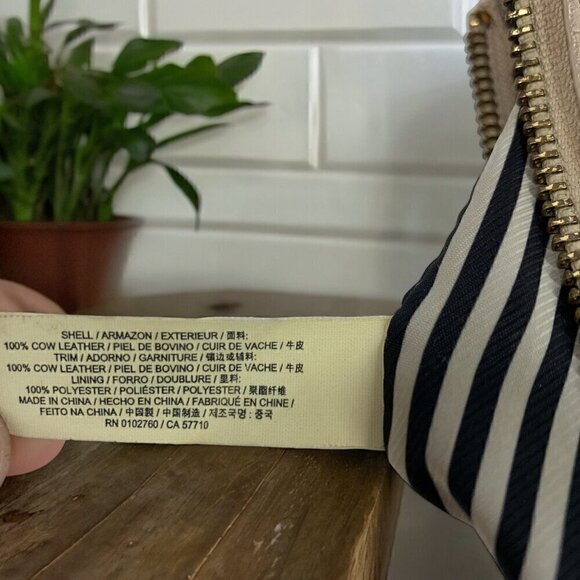 SHELL / ARMAZON / EXTERIEUR / 面料:
100% COW LEATHER / PIEL DE BOVINO / CUIR DE VACHE / 牛皮
TRIM / ADORNO / GARNITURE / 镶边或辅料:
100% COW LEATHER / PIEL DE BOVINO / CUIR DE VACHE / 牛皮
LINING / FORRO / DOUBLURE / 里料:
100% POLYESTER / POLIÉSTER / POLYESTER / 聚酯纤维
MADE IN CHINA / HECHO EN CHINA / FABRIQUÉ EN CHINE /
FEITO NA CHINA / 中国製 / 中国制造 / 제조국명 : 중국
RN 0102760 / CA 57710